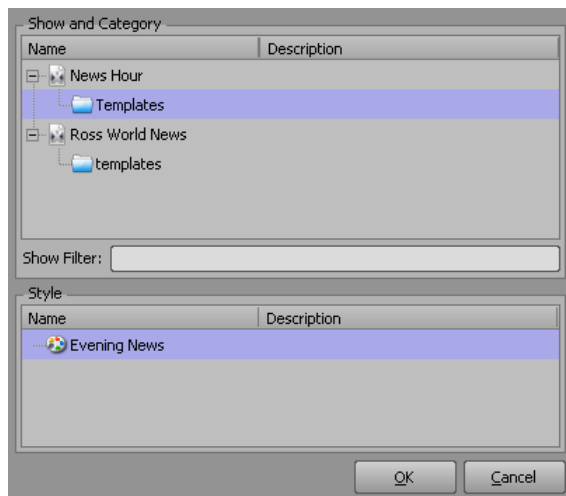 Show and Category
Name Description
News Hour
Templates
Ross World News
templates
Show Filter:
Style
Name Description
Evening News
OK Cancel